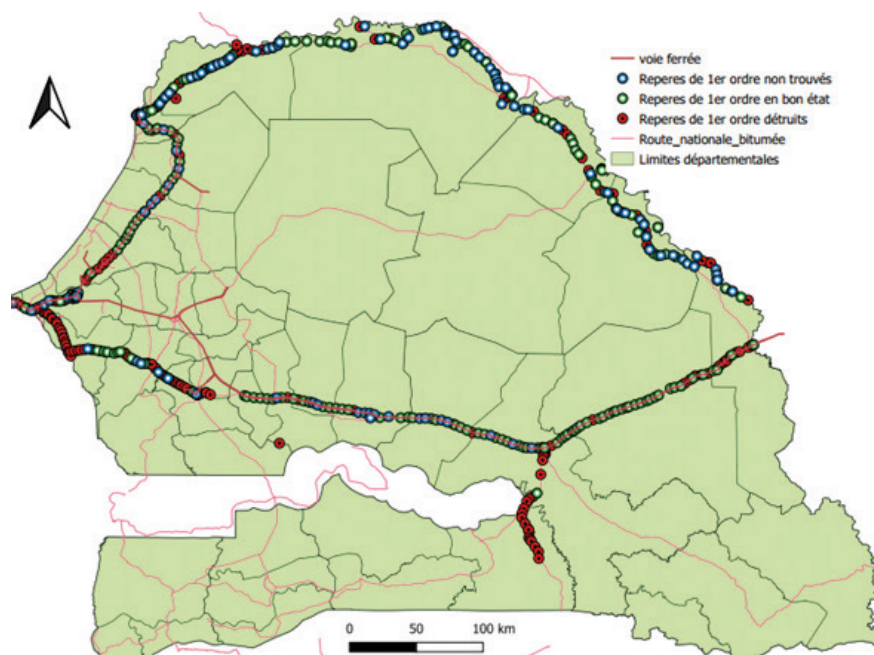 voie ferrée
Reperes de 1er ordre non trouvés
Reperes de 1er ordre en bon état
Reperes de 1er ordre détruits
Route_nationale_bitumée
Limites départementales
0 50 100 km